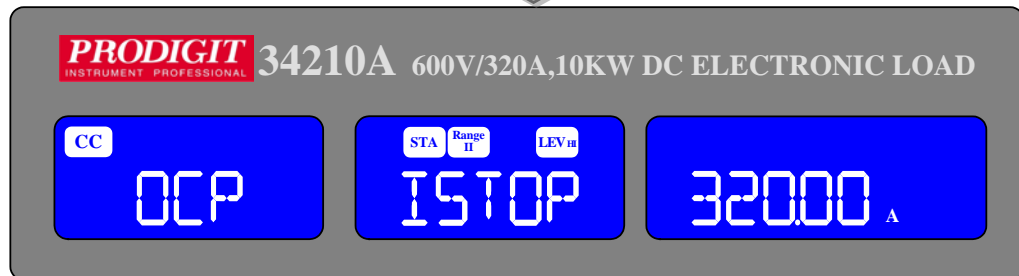 PRODIGIT
INSTRUMENT PROFESSIONAL
34210A 600V/320A,10KW DC ELECTRONIC LOAD
CC
OCP
STA Range II LEV HI
ISTOP
320.00 A